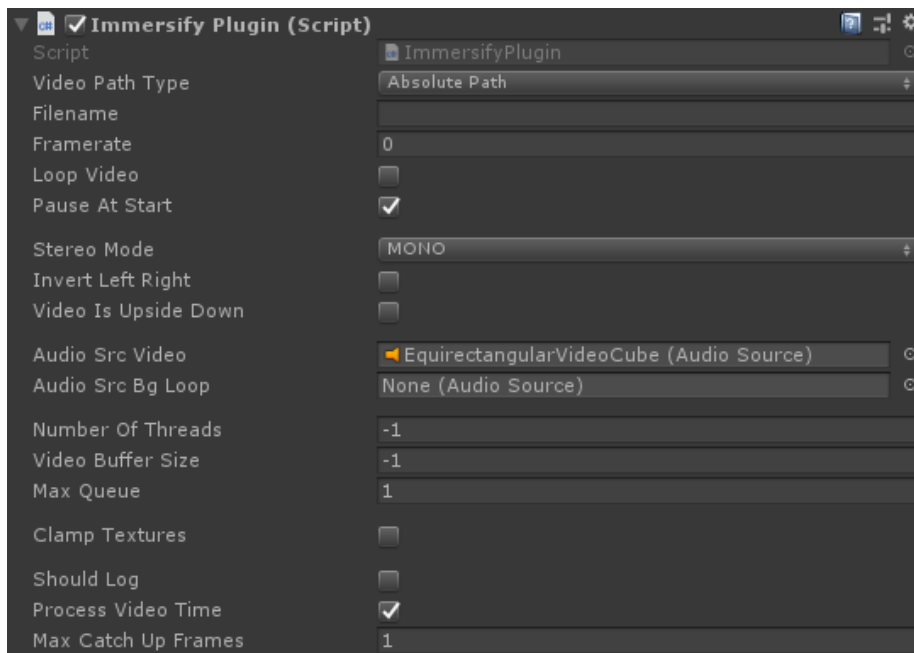 Immersify Plugin (Script)
Script ImmersifyPlugin
Video Path Type Absolute Path
Filename
Framerate 0
Loop Video
Pause At Start
Stereo Mode MONO
Invert Left Right
Video Is Upside Down
Audio Src Video EquirectangularVideoCube (Audio Source)
Audio Src Bg Loop None (Audio Source)
Number Of Threads -1
Video Buffer Size -1
Max Queue 1
Clamp Textures
Should Log
Process Video Time
Max Catch Up Frames 1